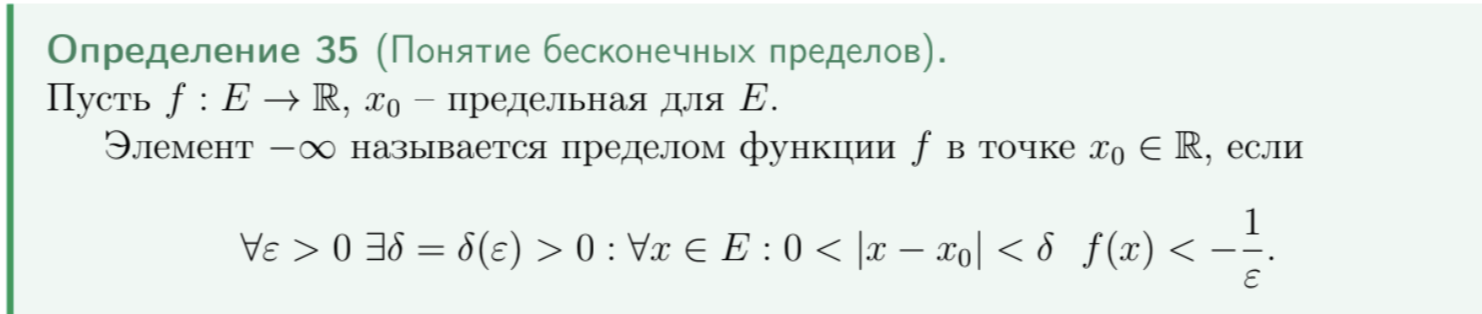 Определение 35 (Понятие бесконечных пределов).
Пусть f : E → ℝ, x₀ – предельная для E.
Элемент −∞ называется пределом функции f в точке x₀ ∈ ℝ, если
∀ε > 0 ∃δ = δ(ε) > 0 : ∀x ∈ E : 0 < |x − x₀| < δ f(x) < −1/ε.